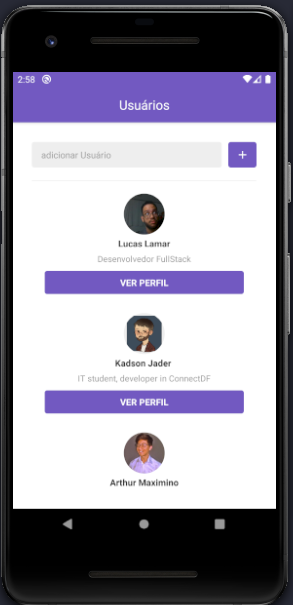 2:58
Usuários
adicionar Usuário
+
Lucas Lamar
Desenvolvedor FullStack
VER PERFIL
Kadson Jader
IT student, developer in ConnectDF
VER PERFIL
Arthur Maximino